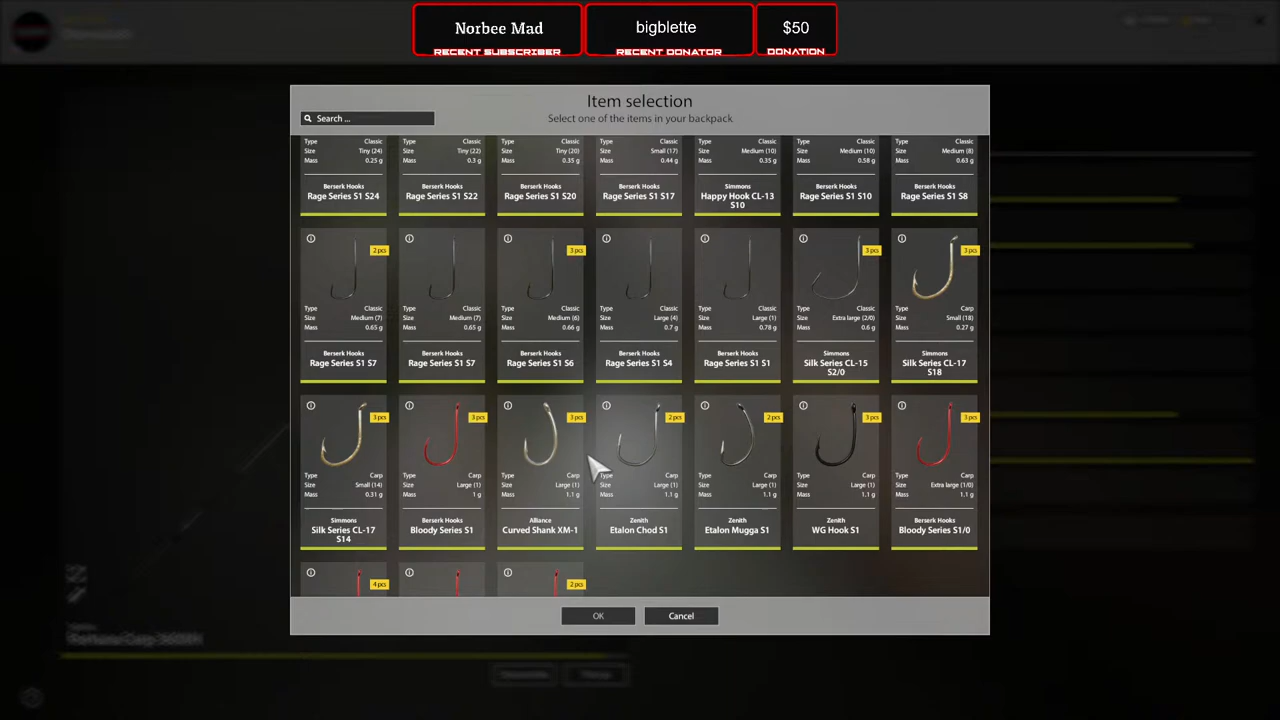 Norbee Mad
RECENT SUBSCRIBER
bigblette
RECENT DONATOR
$50
DONATION
Item selection
Search ...
Select one of the items in your backpack
Type Classic
Size Tiny (24)
Mass 0.25 g
Berserk Hooks
Rage Series S1 S24
Type Classic
Size Tiny (22)
Mass 0.3 g
Berserk Hooks
Rage Series S1 S22
Type Classic
Size Tiny (20)
Mass 0.35 g
Berserk Hooks
Rage Series S1 S20
Type Classic
Size Small (17)
Mass 0.44 g
Berserk Hooks
Rage Series S1 S17
Type Classic
Size Medium (10)
Mass 0.35 g
Simmons
Happy Hook CL-13
S10
Type Classic
Size Medium (10)
Mass 0.58 g
Berserk Hooks
Rage Series S1 S10
Type Classic
Size Medium (8)
Mass 0.63 g
Berserk Hooks
Rage Series S1 S8
2 pcs
Type Classic
Size Medium (7)
Mass 0.65 g
Berserk Hooks
Rage Series S1 S7
Type Classic
Size Medium (7)
Mass 0.65 g
Berserk Hooks
Rage Series S1 S7
3 pcs
Type Classic
Size Medium (6)
Mass 0.66 g
Berserk Hooks
Rage Series S1 S6
Type Classic
Size Large (4)
Mass 0.7 g
Berserk Hooks
Rage Series S1 S4
Type Classic
Size Large (1)
Mass 0.78 g
Berserk Hooks
Rage Series S1 S1
3 pcs
Type Classic
Size Extra large (2/0)
Mass 0.6 g
Simmons
Silk Series CL-15
S2/0
3 pcs
Type Carp
Size Small (18)
Mass 0.27 g
Simmons
Silk Series CL-17
S18
3 pcs
Type Carp
Size Small (14)
Mass 0.31 g
Simmons
Silk Series CL-17
S14
3 pcs
Type Carp
Size Large (1)
Mass 1 g
Berserk Hooks
Bloody Series S1
3 pcs
Type Carp
Size Large (1)
Mass 1.1 g
Alliance
Curved Shank XM-1
2 pcs
Type Carp
Size Large (1)
Mass 1.1 g
Zenith
Etalon Chod S1
2 pcs
Type Carp
Size Large (1)
Mass 1.1 g
Zenith
Etalon Mugga S1
3 pcs
Type Carp
Size Large (1)
Mass 1.1 g
Zenith
WG Hook S1
3 pcs
Type Carp
Size Extra large (1/0)
Mass 1.1 g
Berserk Hooks
Bloody Series S1/0
4 pcs
2 pcs
OK
Cancel